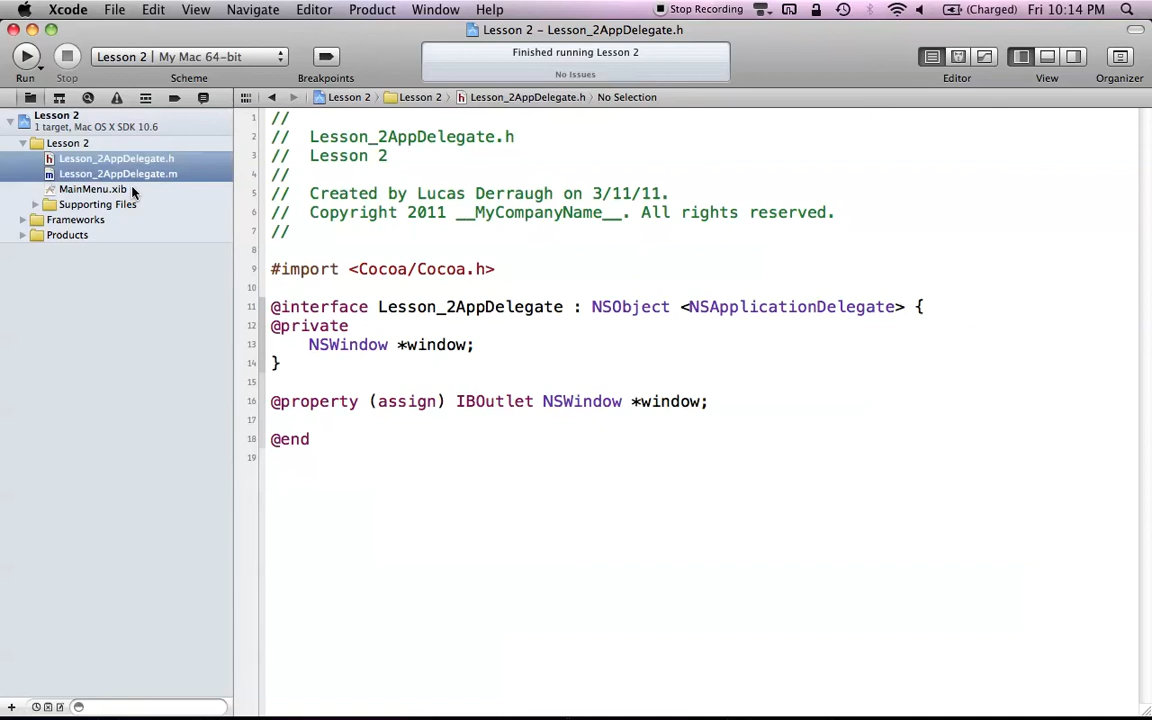 Xcode File Edit View Navigate Editor Product Window Help Stop Recording (Charged) Fri 10:14 PM
Lesson 2 – Lesson_2AppDelegate.h
Lesson 2 | My Mac 64-bit
Finished running Lesson 2
No Issues
Run Stop Scheme Breakpoints Editor View Organizer
Lesson 2 Lesson 2 Lesson_2AppDelegate.h No Selection
Lesson 2
1 target, Mac OS X SDK 10.6
Lesson 2
Lesson_2AppDelegate.h
Lesson_2AppDelegate.m
MainMenu.xib
Supporting Files
Frameworks
Products
1 //
2 //  Lesson_2AppDelegate.h
3 //  Lesson 2
4 //
5 //  Created by Lucas Derraugh on 3/11/11.
6 //  Copyright 2011 __MyCompanyName__. All rights reserved.
7 //
8
9 #import <Cocoa/Cocoa.h>
10
11 @interface Lesson_2AppDelegate : NSObject <NSApplicationDelegate> {
12 @private
13     NSWindow *window;
14 }
15
16 @property (assign) IBOutlet NSWindow *window;
17
18 @end
19